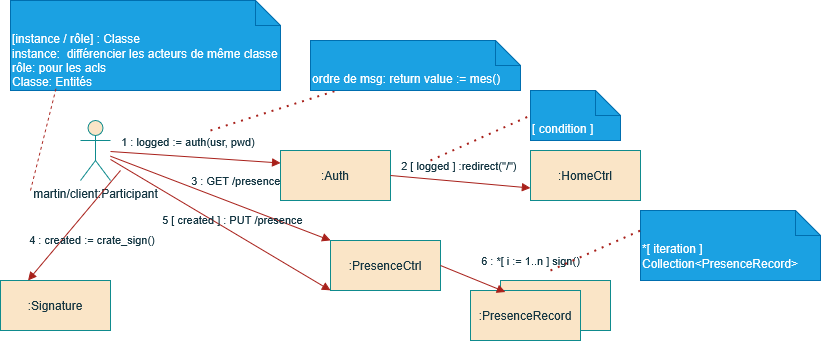 [instance / rôle] : Classe
instance:  différencier les acteurs de même classe
rôle: pour les acls
Classe: Entités
ordre de msg: return value := mes()
[ condition ]
1 : logged := auth(usr, pwd)
:Auth
2 [ logged ] :redirect("/")
:HomeCtrl
3 : GET /presence
martin/client:Participant
5 [ created ] : PUT /presence
4 : created := crate_sign()
*[ iteration ]
Collection<PresenceRecord>
:PresenceCtrl
6 : *[ i := 1..n ] sign()
:Signature
:PresenceRecord